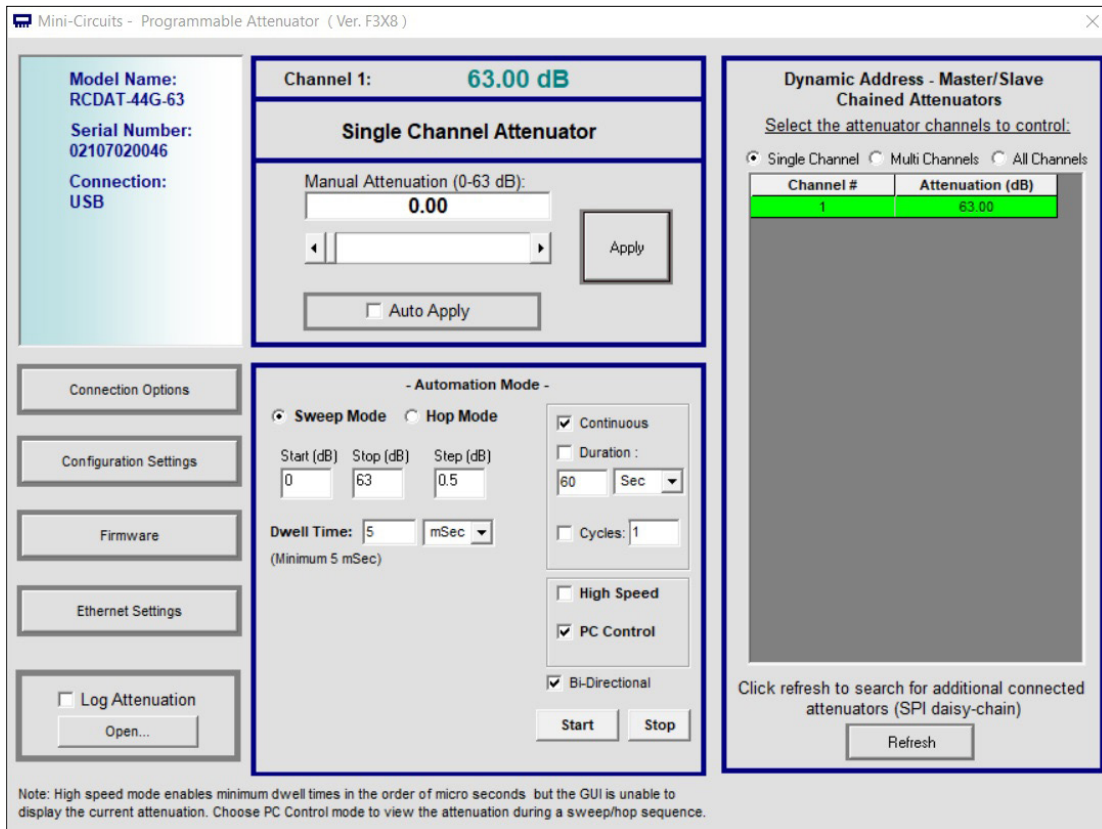 Mini-Circuits - Programmable Attenuator ( Ver. F3X8 )
Model Name:
RCDAT-44G-63
Serial Number:
02107020046
Connection:
USB
Connection Options
Configuration Settings
Firmware
Ethernet Settings
Log Attenuation
Open...
Channel 1: 63.00 dB
Single Channel Attenuator
Manual Attenuation (0-63 dB):
0.00
Apply
Auto Apply
- Automation Mode -
Sweep Mode Hop Mode
Start (dB) Stop (dB) Step (dB)
0 63 0.5
Dwell Time: 5 mSec
(Minimum 5 mSec)
Continuous
Duration :
60 Sec
Cycles: 1
High Speed
PC Control
Bi-Directional
Start Stop
Dynamic Address - Master/Slave
Chained Attenuators
Select the attenuator channels to control:
Single Channel Multi Channels All Channels
Channel # Attenuation (dB)
1 63.00
Click refresh to search for additional connected
attenuators (SPI daisy-chain)
Refresh
Note: High speed mode enables minimum dwell times in the order of micro seconds but the GUI is unable to
display the current attenuation. Choose PC Control mode to view the attenuation during a sweep/hop sequence.